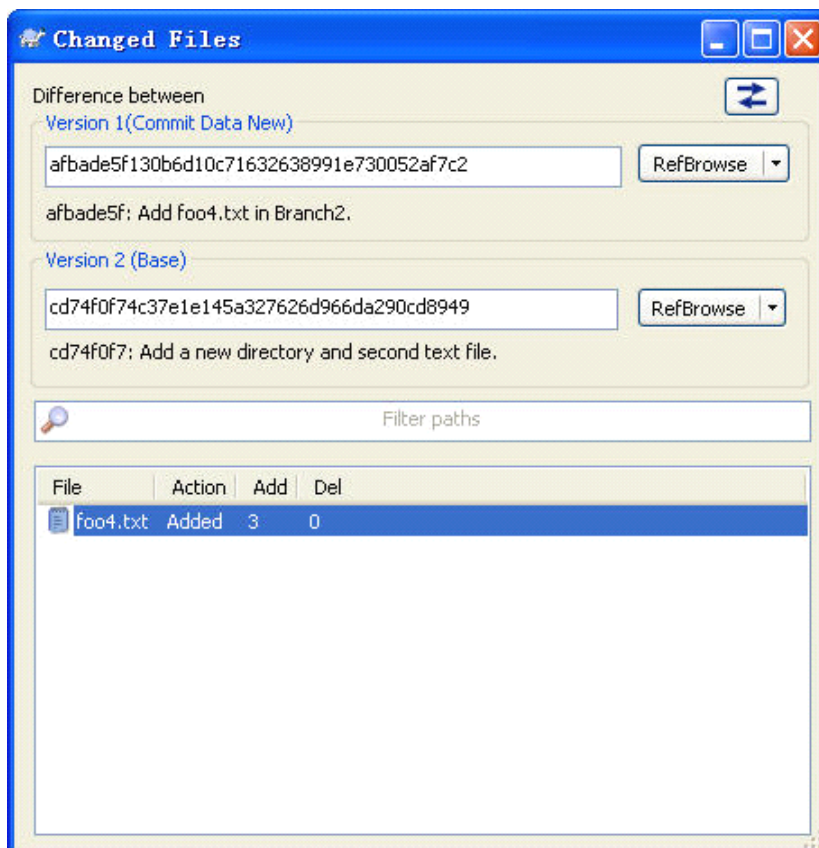 Changed Files
Difference between
Version 1(Commit Data New)
afbade5f130b6d10c71632638991e730052af7c2
RefBrowse
afbade5f: Add foo4.txt in Branch2.
Version 2 (Base)
cd74f0f74c37e1e145a327626d966da290cd8949
RefBrowse
cd74f0f7: Add a new directory and second text file.
Filter paths
File Action Add Del
foo4.txt Added 3 0